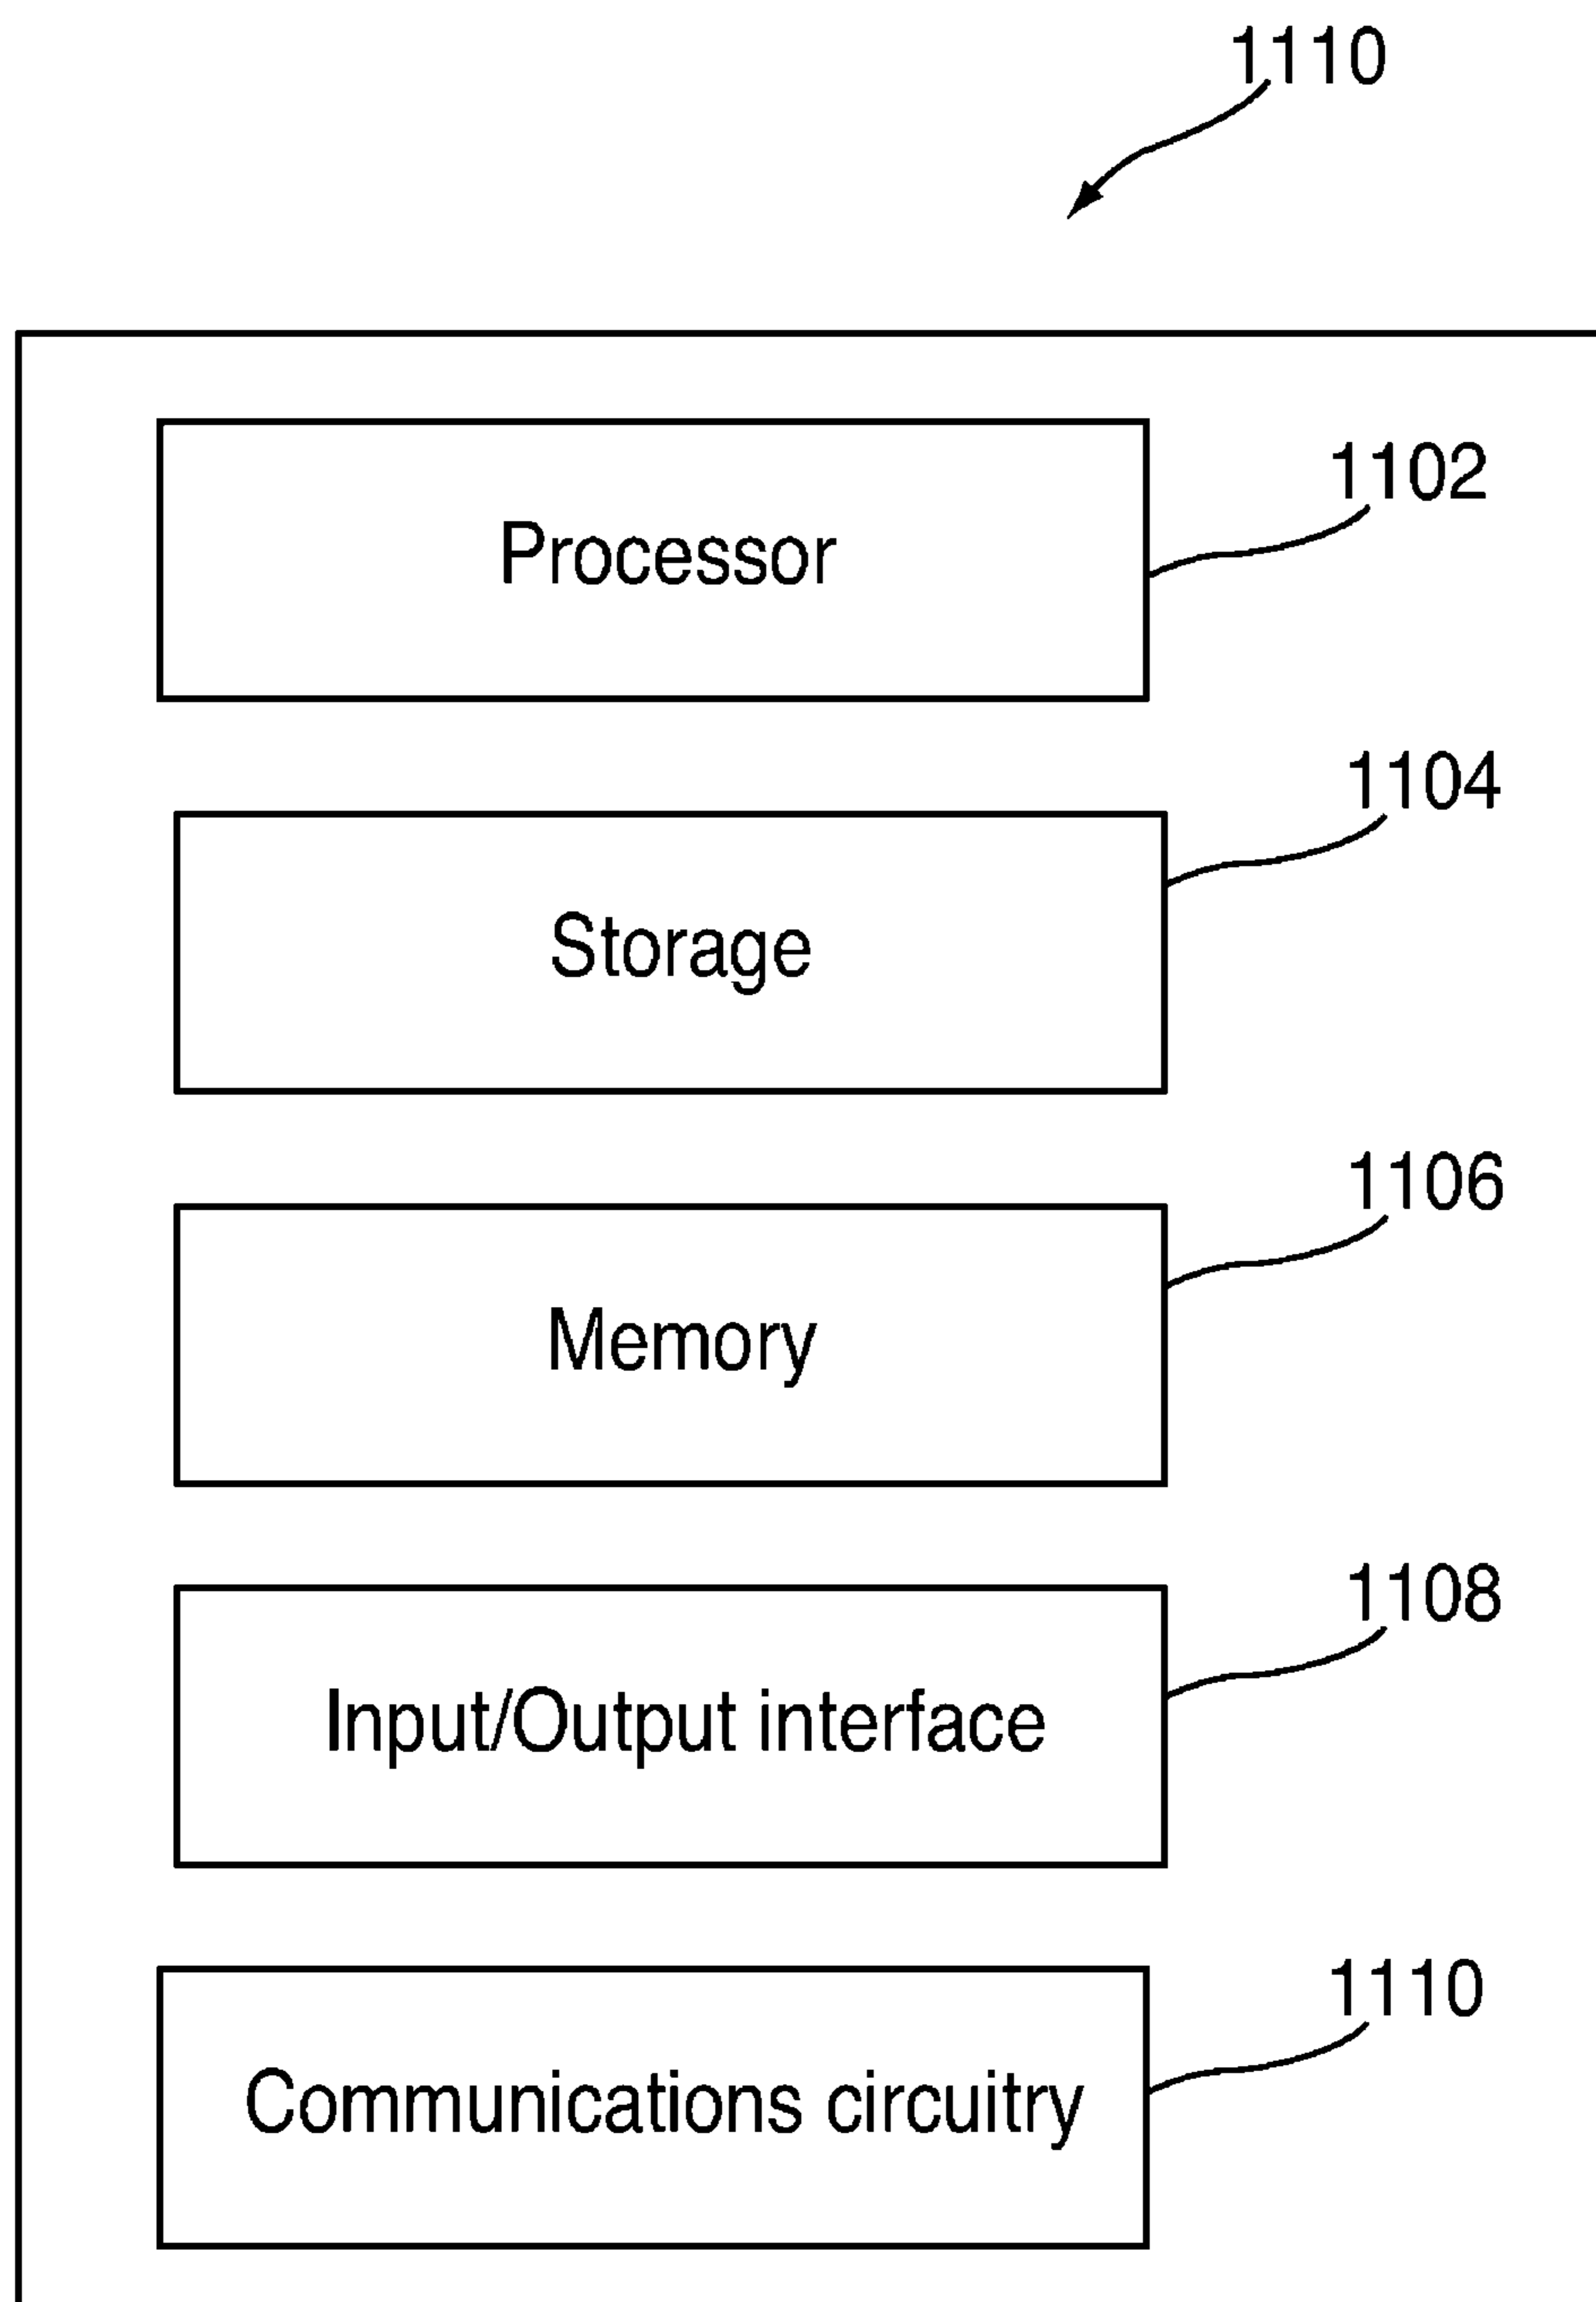 1110
Processor
1102
Storage
1104
Memory
1106
Input/Output interface
1108
Communications circuitry
1110